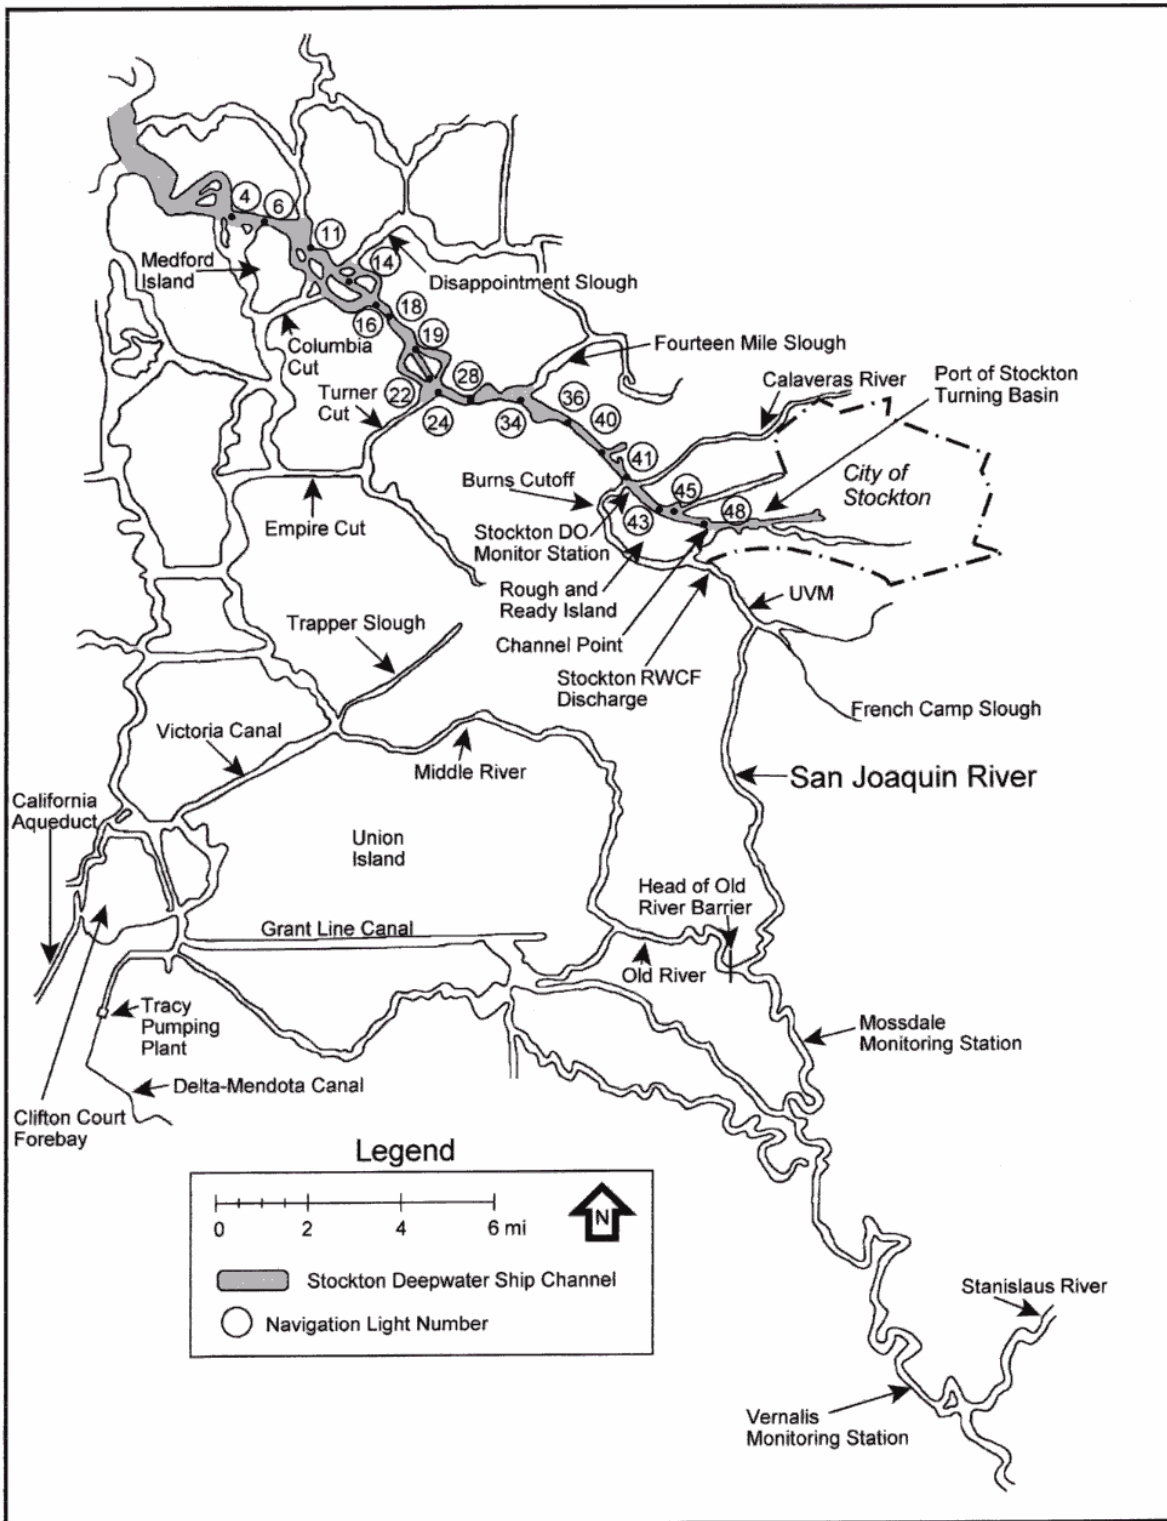 4
6
11
Medford
Island
14
Disappointment Slough
18
16
19
Columbia
Cut
Fourteen Mile Slough
28
Calaveras River
Port of Stockton
Turning Basin
22
Turner
Cut
24
34
36
40
41
City of
Stockton
Burns Cutoff
45
48
43
Empire Cut
Stockton DO
Monitor Station
Rough and
Ready Island
UVM
Trapper Slough
Channel Point
Stockton RWCF
Discharge
French Camp Slough
Victoria Canal
Middle River
San Joaquin River
California
Aqueduct
Union
Island
Head of Old
River Barrier
Grant Line Canal
Old River
Tracy
Pumping
Plant
Mossdale
Monitoring Station
Delta-Mendota Canal
Clifton Court
Forebay
Legend
0 2 4 6 mi
N
Stockton Deepwater Ship Channel
Navigation Light Number
Stanislaus River
Vernalis
Monitoring Station